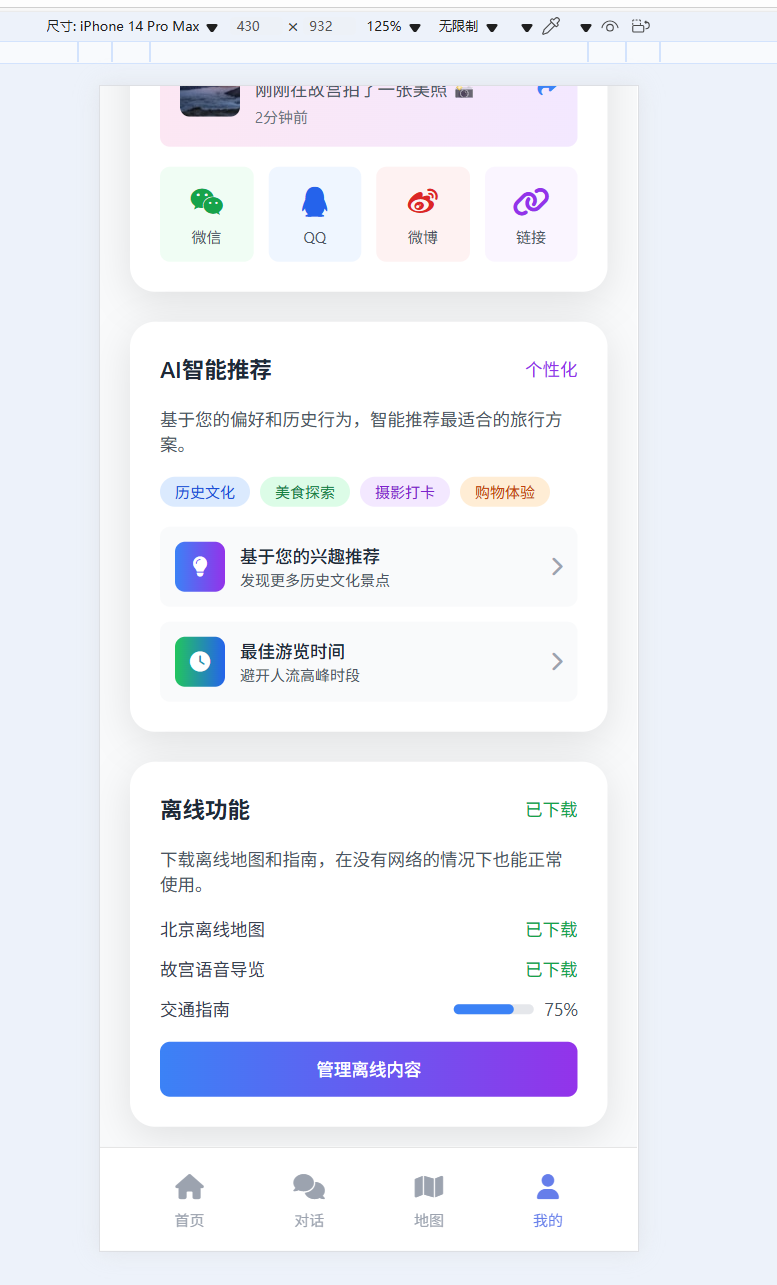 尺寸: iPhone 14 Pro Max 430 × 932 125% 无限制
刚刚在故宫拍了一张美照 📸
2分钟前
微信 QQ 微博 链接
AI智能推荐 个性化
基于您的偏好和历史行为，智能推荐最适合的旅行方
案。
历史文化 美食探索 摄影打卡 购物体验
基于您的兴趣推荐
发现更多历史文化景点
最佳游览时间
避开人流高峰时段
离线功能 已下载
下载离线地图和指南，在没有网络的情况下也能正常
使用。
北京离线地图 已下载
故宫语音导览 已下载
交通指南 75%
管理离线内容
首页 对话 地图 我的